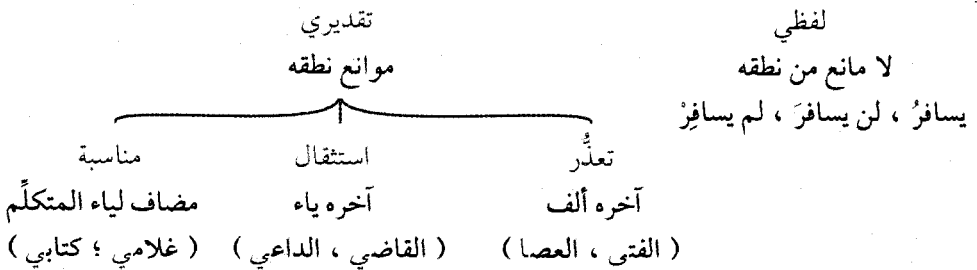 لفظي
لا مانع من نطقه
يسافرُ ، لن يسافرَ ، لم يسافِرْ
تقديري
موانع نطقه
تعذُّر
آخره ألف
( الفتى ، العصا )
استثقال
آخره ياء
( القاضي ، الداعي )
مناسبة
مضاف لياء المتكلِّم
( غلامي ؛ كتابي )